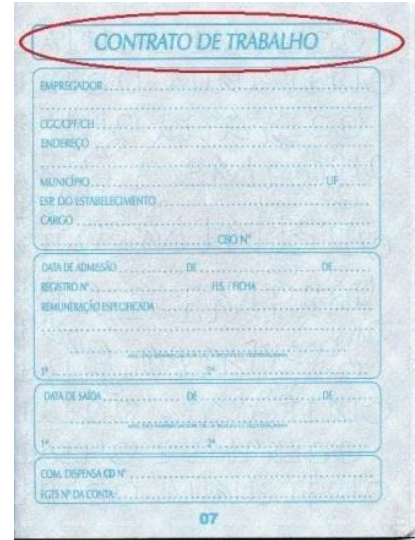 CONTRATO DE TRABALHO
EMPREGADOR
CGC/CPF/CEI
ENDEREÇO
MUNICÍPIO UF
ESP. DO ESTABELECIMENTO
CARGO
CBO Nº
DATA DE ADMISSÃO DE DE
REGISTRO Nº FLS. / FICHA
REMUNERAÇÃO ESPECIFICADA
1ª 2ª
DATA DE SAÍDA DE DE
1ª 2ª
COM. DISPENSA CD Nº
FGTS Nº DA CONTA
07